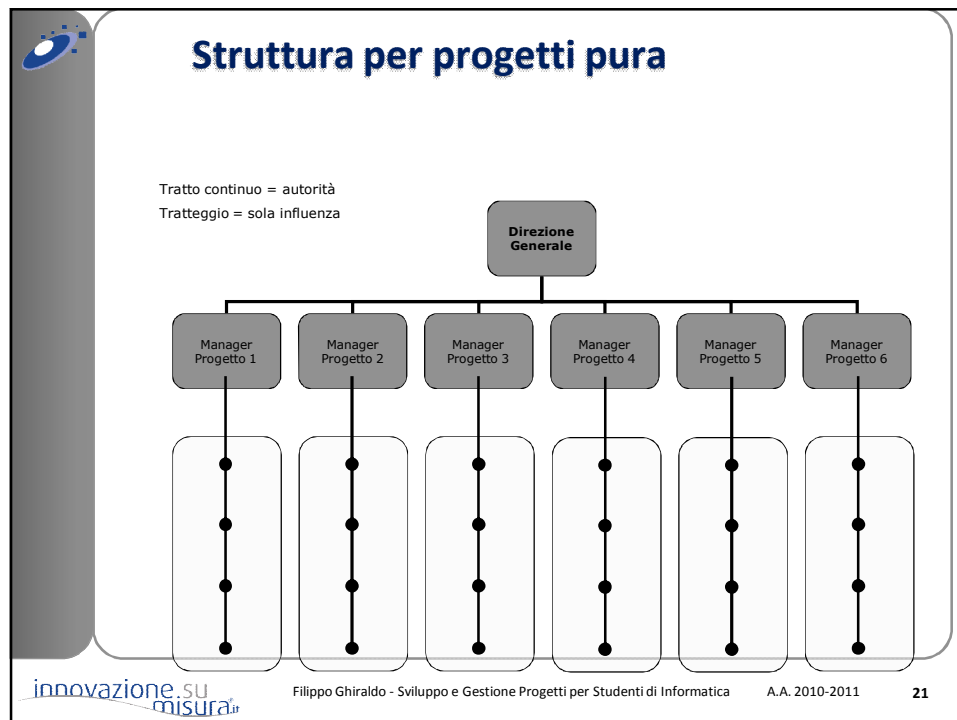 Struttura per progetti pura
Tratto continuo = autorità
Tratteggio = sola influenza
Direzione
Generale
Manager
Progetto 1
Manager
Progetto 2
Manager
Progetto 3
Manager
Progetto 4
Manager
Progetto 5
Manager
Progetto 6
innovazione su
misura.it
Filippo Ghiraldo - Sviluppo e Gestione Progetti per Studenti di Informatica A.A. 2010-2011 21